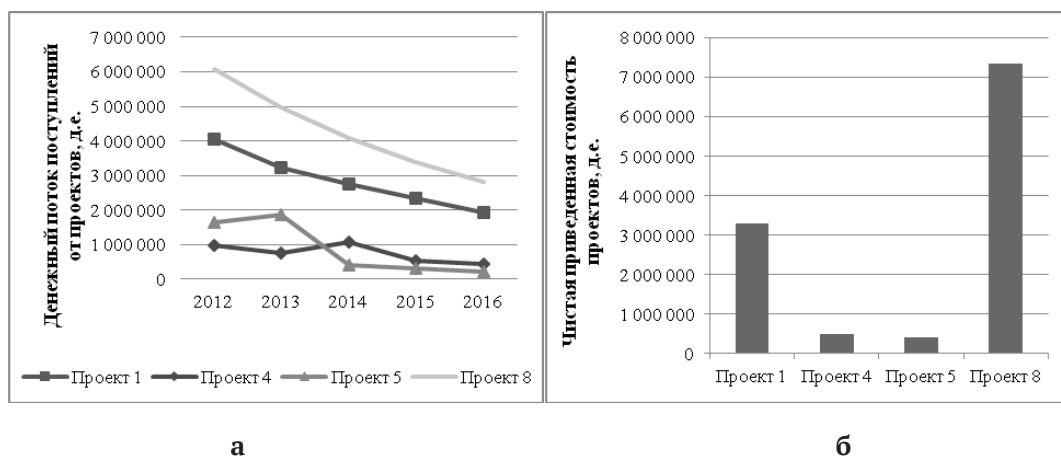 Денежный поток поступлений
от проектов, д.е.
7 000 000
6 000 000
5 000 000
4 000 000
3 000 000
2 000 000
1 000 000
0
2012 2013 2014 2015 2016
Проект 1 Проект 4 Проект 5 Проект 8
Чистая приведенная стоимость
проектов, д.е.
8 000 000
7 000 000
6 000 000
5 000 000
4 000 000
3 000 000
2 000 000
1 000 000
0
Проект 1 Проект 4 Проект 5 Проект 8
а б